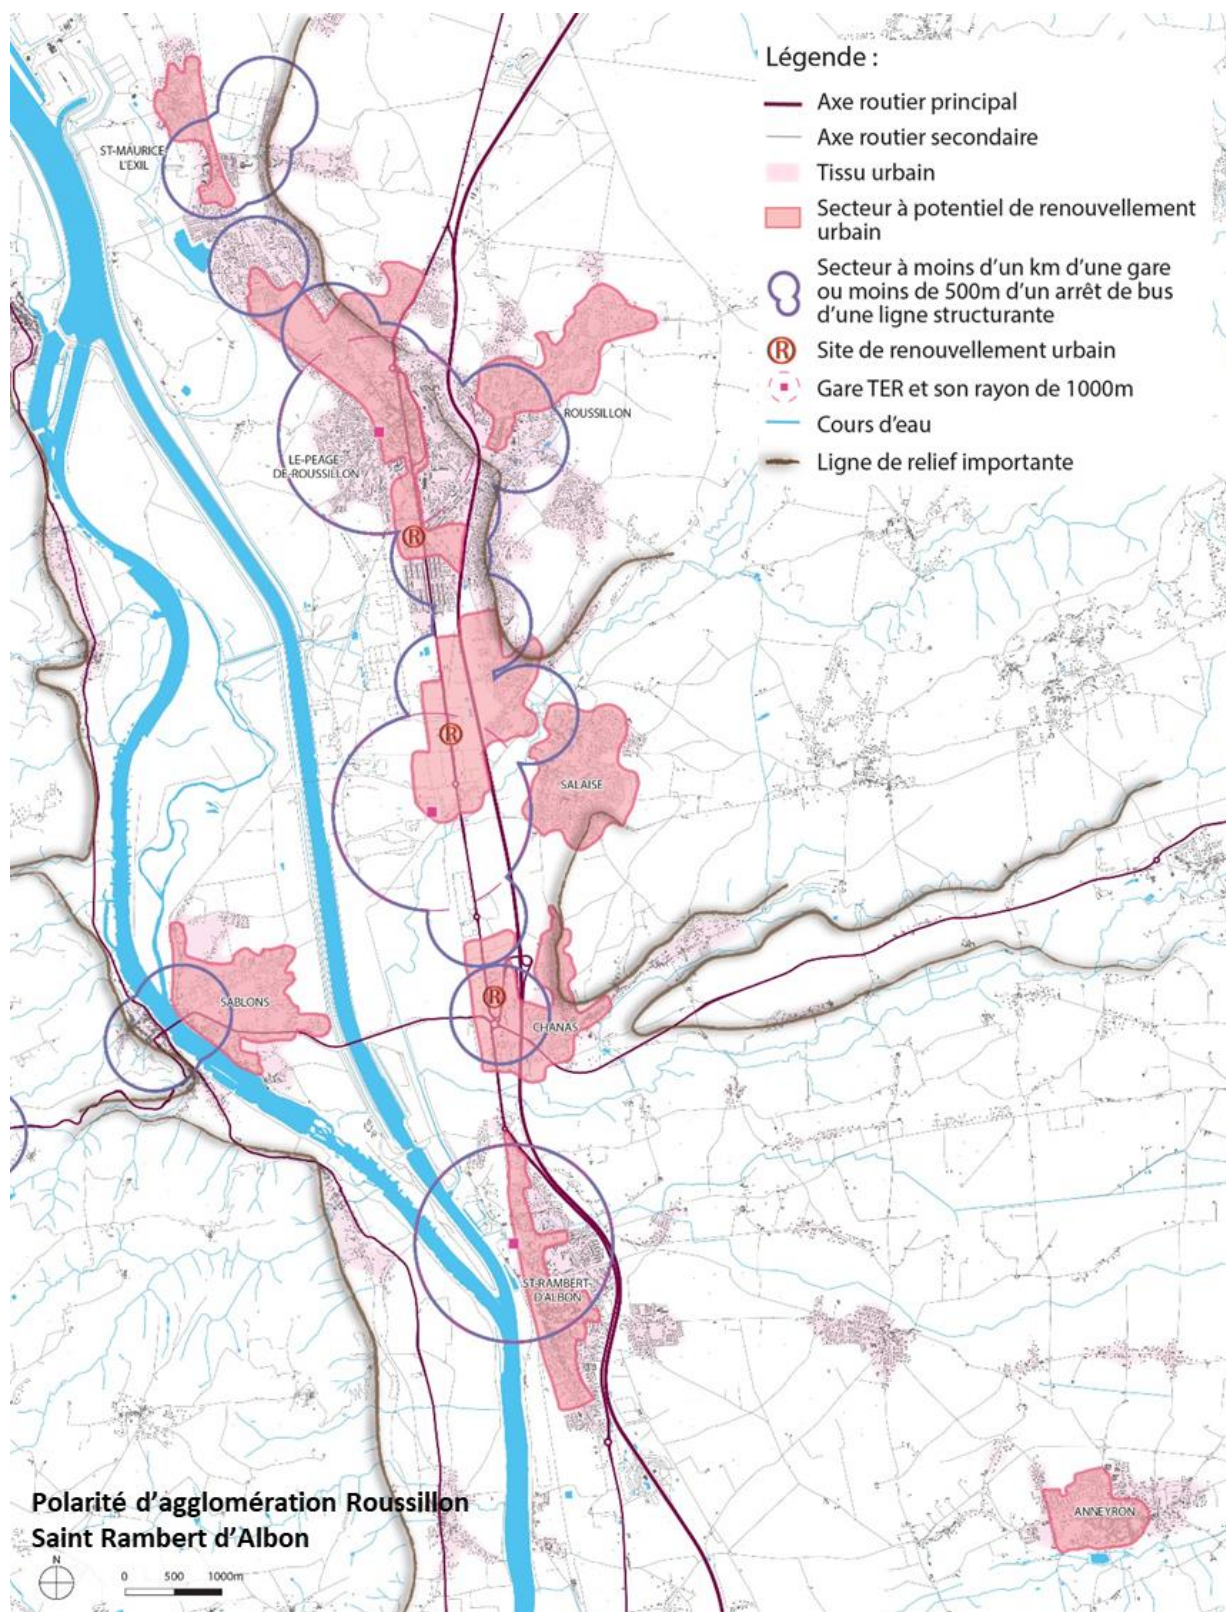 Légende :
Axe routier principal
Axe routier secondaire
Tissu urbain
Secteur à potentiel de renouvellement
urbain
Secteur à moins d'un km d'une gare
ou moins de 500m d'un arrêt de bus
d'une ligne structurante
R
Site de renouvellement urbain
Gare TER et son rayon de 1000m
Cours d'eau
Ligne de relief importante
ST-MAURICE
L'EXIL
ROUSSILLON
LE-PEAGE-
DE-ROUSSILLON
R
R
SALAISE
SABLONS
R
CHANAS
ST-RAMBERT-
D'ALBON
ANNEYRON
Polarité d'agglomération Roussillon
Saint Rambert d'Albon
N
0 500 1000m